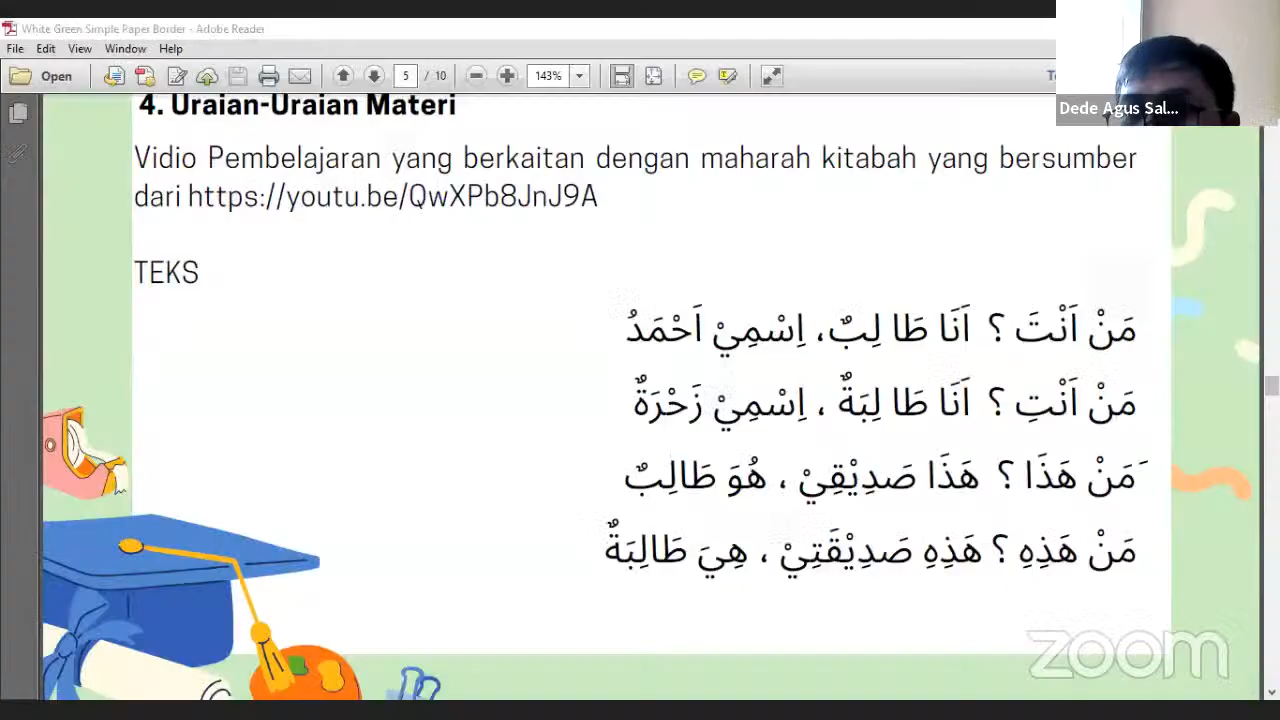 White Green Simple Paper Border - Adobe Reader
File Edit View Window Help
Open 5 / 10 143%
Dede Agus Sal...
4. Uraian-Uraian Materi
Vidio Pembelajaran yang berkaitan dengan maharah kitabah yang bersumber
dari https://youtu.be/QwXPb8JnJ9A
TEKS
مَنْ اَنْتَ ؟ اَنَا طَا لِبٌ، اِسْمِيْ اَحْمَدُ
مَنْ اَنْتِ ؟ اَنَا طَا لِبَةٌ ، اِسْمِيْ زَحْرَةٌ
َمَنْ هَذَا ؟ هَذَا صَدِيْقِيْ ، هُوَ طَالِبٌ
مَنْ هَذِهِ ؟ هَذِهِ صَدِيْقَتِيْ ، هِيَ طَالِبَةٌ
zoom